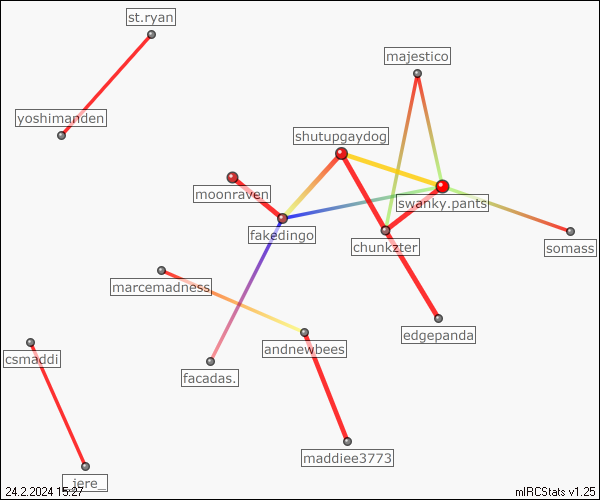 st.ryan
majestico
yoshimanden
shutupgaydog
moonraven
swanky.pants
fakedingo
chunkzter
somass
marcemadness
edgepanda
andnewbees
csmaddi
facadas.
maddiee3773
jere_
24.2.2024 15:27
mIRCStats v1.25